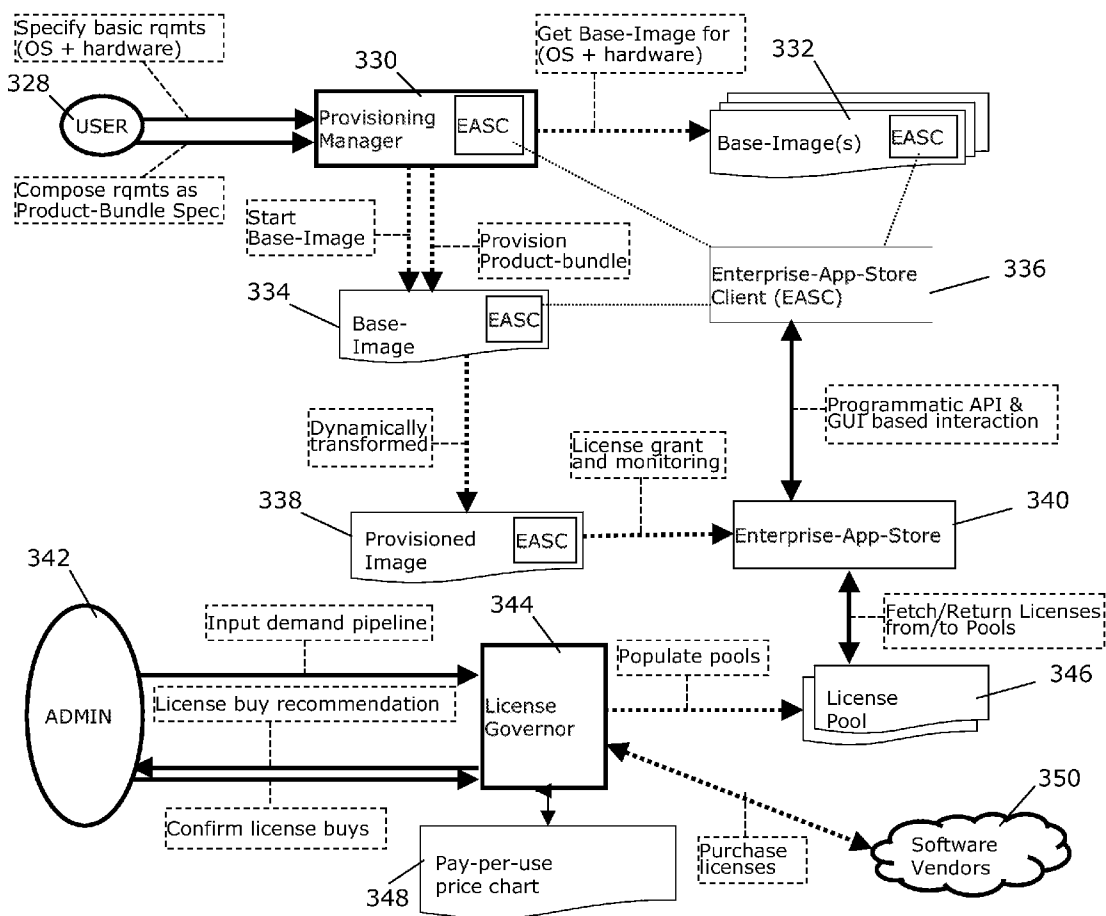 Specify basic rqmts
(OS + hardware)
330
Get Base-Image for
(OS + hardware)
332
328
USER
Provisioning
Manager
EASC
Base-Image(s)
EASC
Compose rqmts as
Product-Bundle Spec
Start
Base-Image
Provision
Product-bundle
Enterprise-App-Store
Client (EASC)
336
334
Base-
Image
EASC
Programmatic API &
GUI based interaction
Dynamically
transformed
License grant
and monitoring
338
Provisioned
Image
EASC
Enterprise-App-Store
340
342
Input demand pipeline
344
Fetch/Return Licenses
from/to Pools
Populate pools
License buy recommendation
ADMIN
License
Governor
License
Pool
346
Confirm license buys
Purchase
licenses
350
Software
Vendors
Pay-per-use
price chart
348